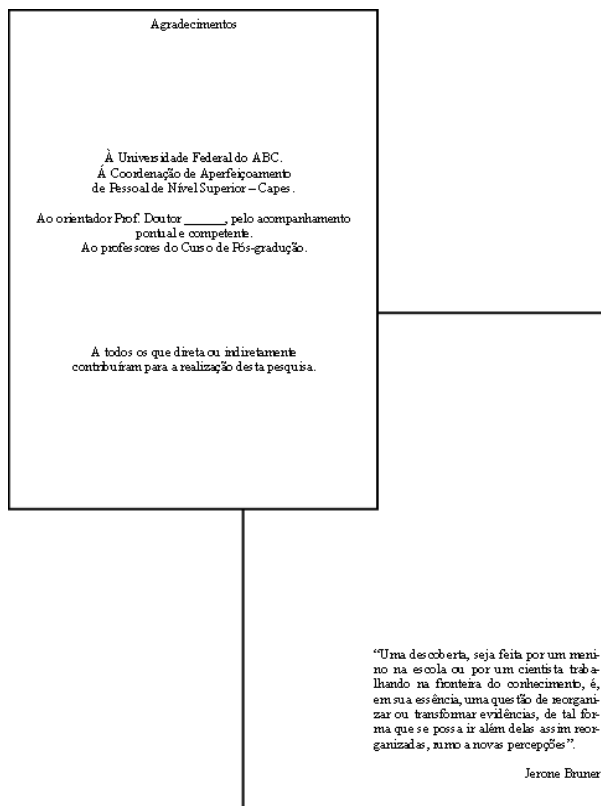 Agradecimentos
À Universidade Federal do ABC.
Á Coordenação de Aperfeiçoamento
de Pessoal de Nível Superior – Capes.
Ao orientador Prof. Doutor ______, pelo acompanhamento
pontual e competente.
Ao professores do Curso de Pós-gradução.
A todos os que direta ou indiretamente
contribuíram para a realização desta pesquisa.
“Uma descoberta, seja feita por um meni-
no na escola ou por um cientista traba-
lhando na fronteira do conhecimento, é,
em sua essência, uma questão de reorgani-
zar ou transformar evidências, de tal for-
ma que se possa ir além delas assim reor-
ganizadas, rumo a novas percepções”.
Jerone Bruner